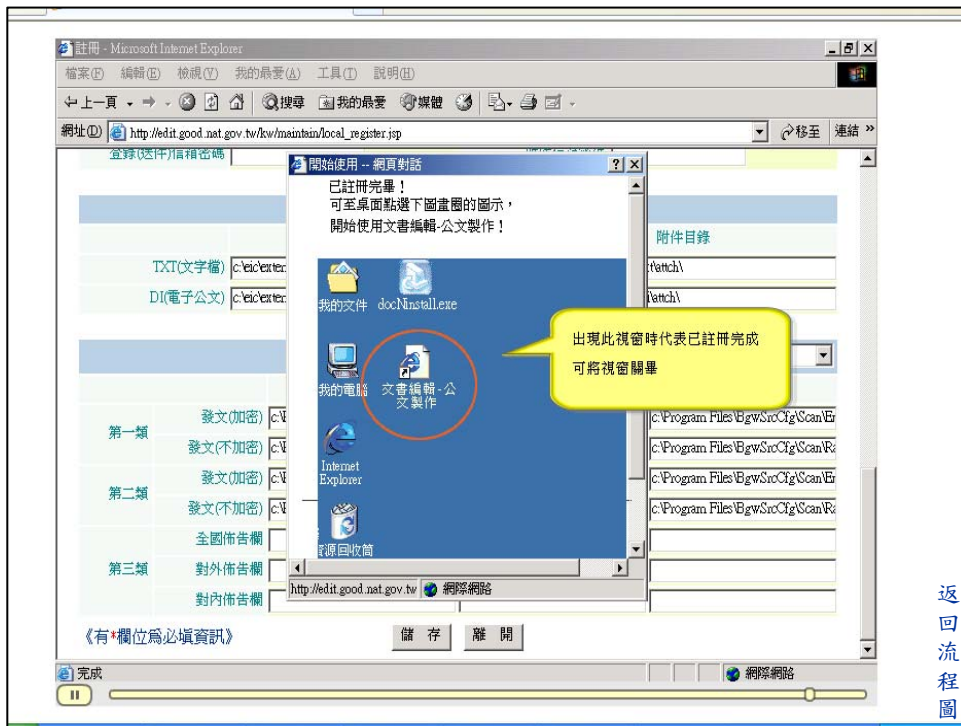 註冊 - Microsoft Internet Explorer
檔案(F) 編輯(E) 檢視(V) 我的最愛(A) 工具(T) 說明(H)
上一頁 搜尋 我的最愛 媒體
網址(D) http://edit.good.nat.gov.tw/kw/maintain/local_register.jsp 移至 連結 »
登錄(送件)信箱密碼
開始使用 -- 網頁對話
已註冊完畢！
可至桌面點選下圖畫圈的圖示，
開始使用文書編輯-公文製作！
附件目錄
TXT(文字檔) c:\eic\exter
t\attch\
DI(電子公文) c:\eic\exter
\attch\
我的文件 docNinstall.exe
我的電腦 文書編輯-公文製作
Internet Explorer
資源回收筒
出現此視窗時代表已註冊完成
可將視窗關畢
第一類 發文(加密) c:\ c:\Program Files\BgwSrcCfg\Scan\En
發文(不加密) c:\ c:\Program Files\BgwSrcCfg\Scan\Ra
第二類 發文(加密) c:\ c:\Program Files\BgwSrcCfg\Scan\En
發文(不加密) c:\ c:\Program Files\BgwSrcCfg\Scan\Ra
全國佈告欄
第三類 對外佈告欄
對內佈告欄
http://edit.good.nat.gov.tw 網際網路
《有*欄位為必塡資訊》 儲 存 離 開
完成 網際網路
返回流程圖